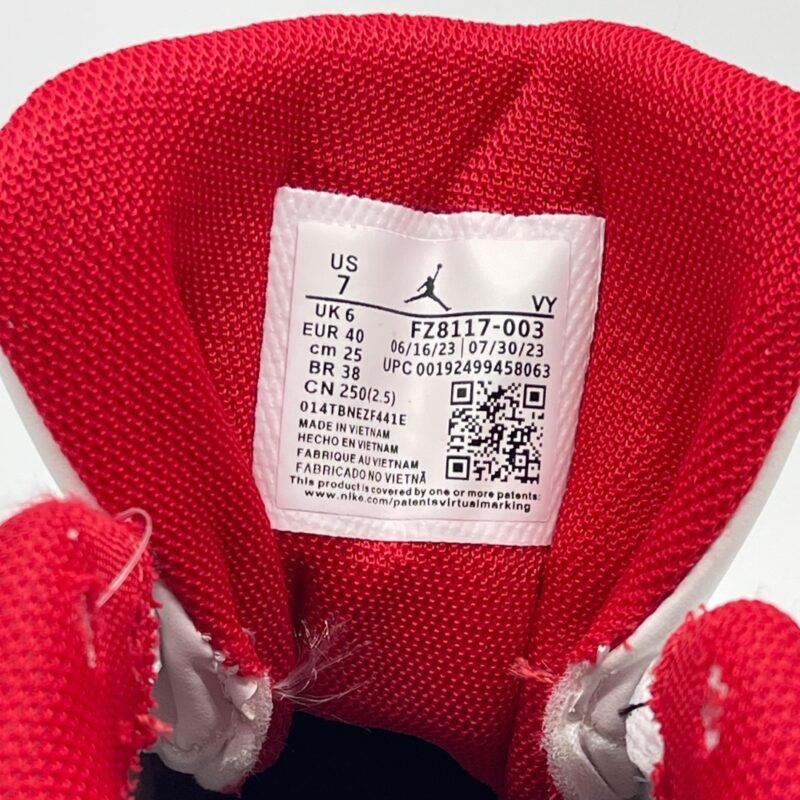 US
7
VY
UK 6
FZ8117-003
EUR 40
06/16/23 | 07/30/23
cm 25
UPC 00192499458063
BR 38
CN 250(2.5)
014TBNEZF441E
MADE IN VIETNAM
HECHO EN VIETNAM
FABRIQUE AU VIETNAM
FABRICADO NO VIETNÃ
This product is covered by one or more patents:
www.nike.com/patentsvirtualmarking